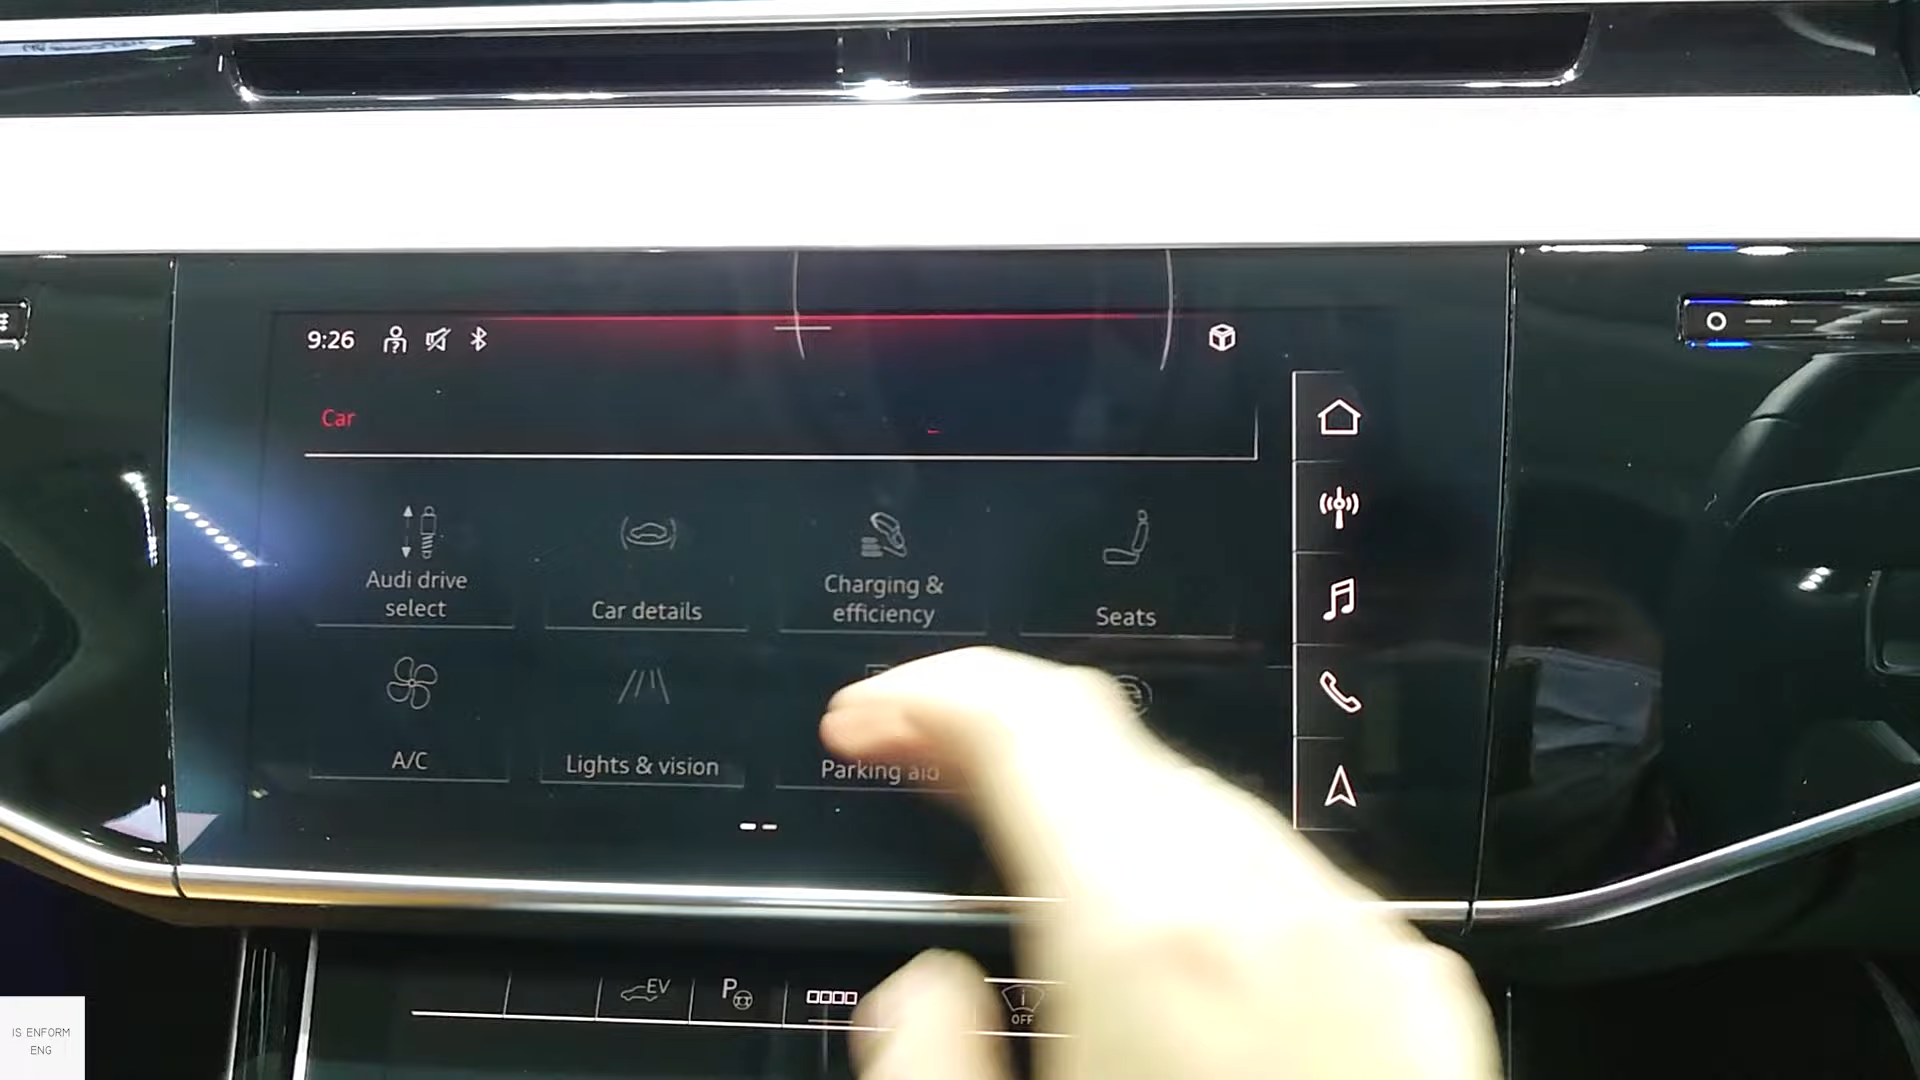 9:26
Car
Audi drive
select
Car details
Charging &
efficiency
Seats
A/C
Lights & vision
Parking aid
EV
P
OFF
IS ENFORM
ENG